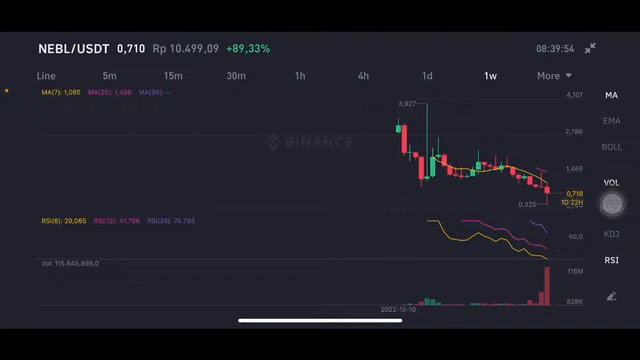 NEBL/USDT 0,710 Rp 10.499,09 +89,33% 08:39:54
Line 5m 15m 30m 1h 4h 1d 1w More
MA(7): 1,085 MA(25): 1,488 MA(99): --
4,107
3,927
2,786
1,466
0,718
1D:22H
0,325
MA
EMA
BOLL
VOL
KDJ
RSI
BINANCE
RSI(6): 20,065 RSI(12): 41,786 RSI(24): 74,793
60,0
Vol: 115.645.898,0
116M
828K
2022-19-10